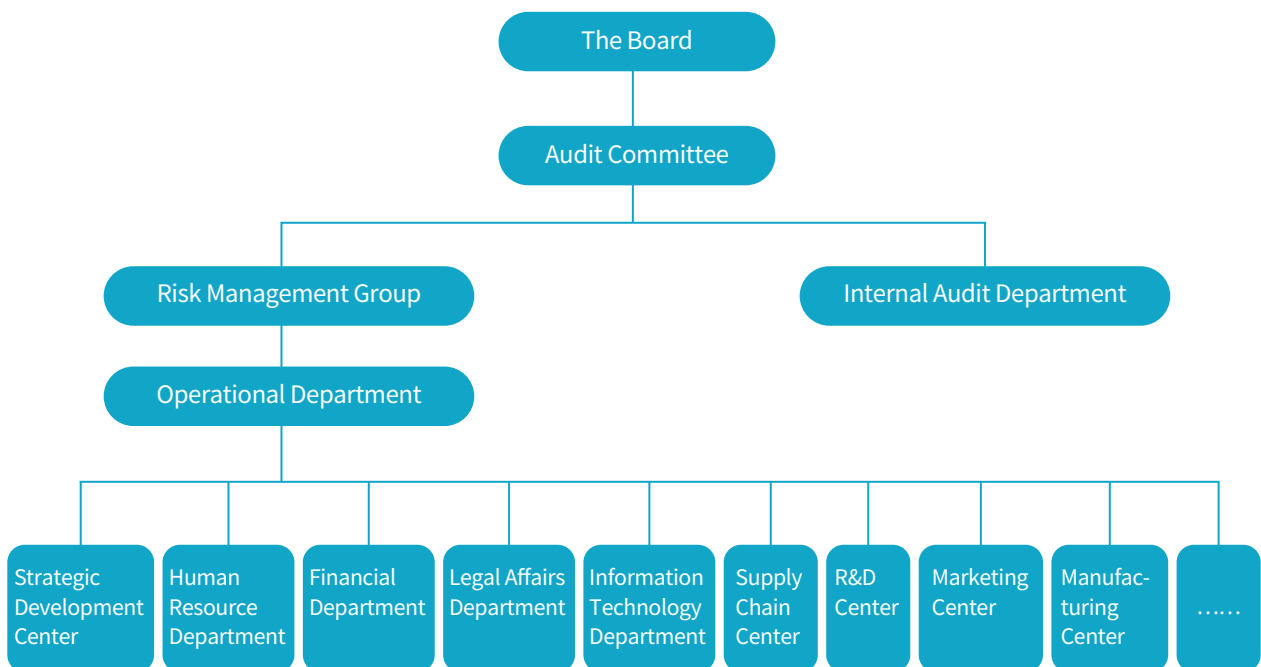 The Board
Audit Committee
Risk Management Group
Internal Audit Department
Operational Department
Strategic
Development
Center
Human
Resource
Department
Financial
Department
Legal Affairs
Department
Information
Technology
Department
Supply
Chain
Center
R&D
Center
Marketing
Center
Manufac-
turing
Center
……